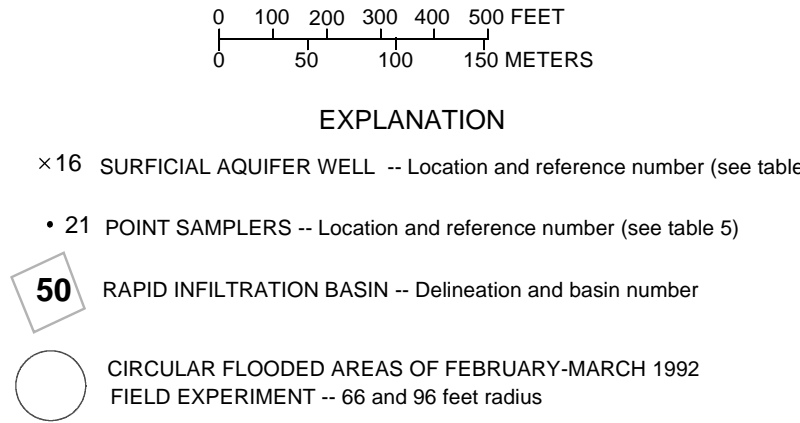 0 100 200 300 400 500 FEET
0 50 100 150 METERS
EXPLANATION
×16 SURFICIAL AQUIFER WELL -- Location and reference number (see table
• 21 POINT SAMPLERS -- Location and reference number (see table 5)
50 RAPID INFILTRATION BASIN -- Delineation and basin number
CIRCULAR FLOODED AREAS OF FEBRUARY-MARCH 1992
FIELD EXPERIMENT -- 66 and 96 feet radius